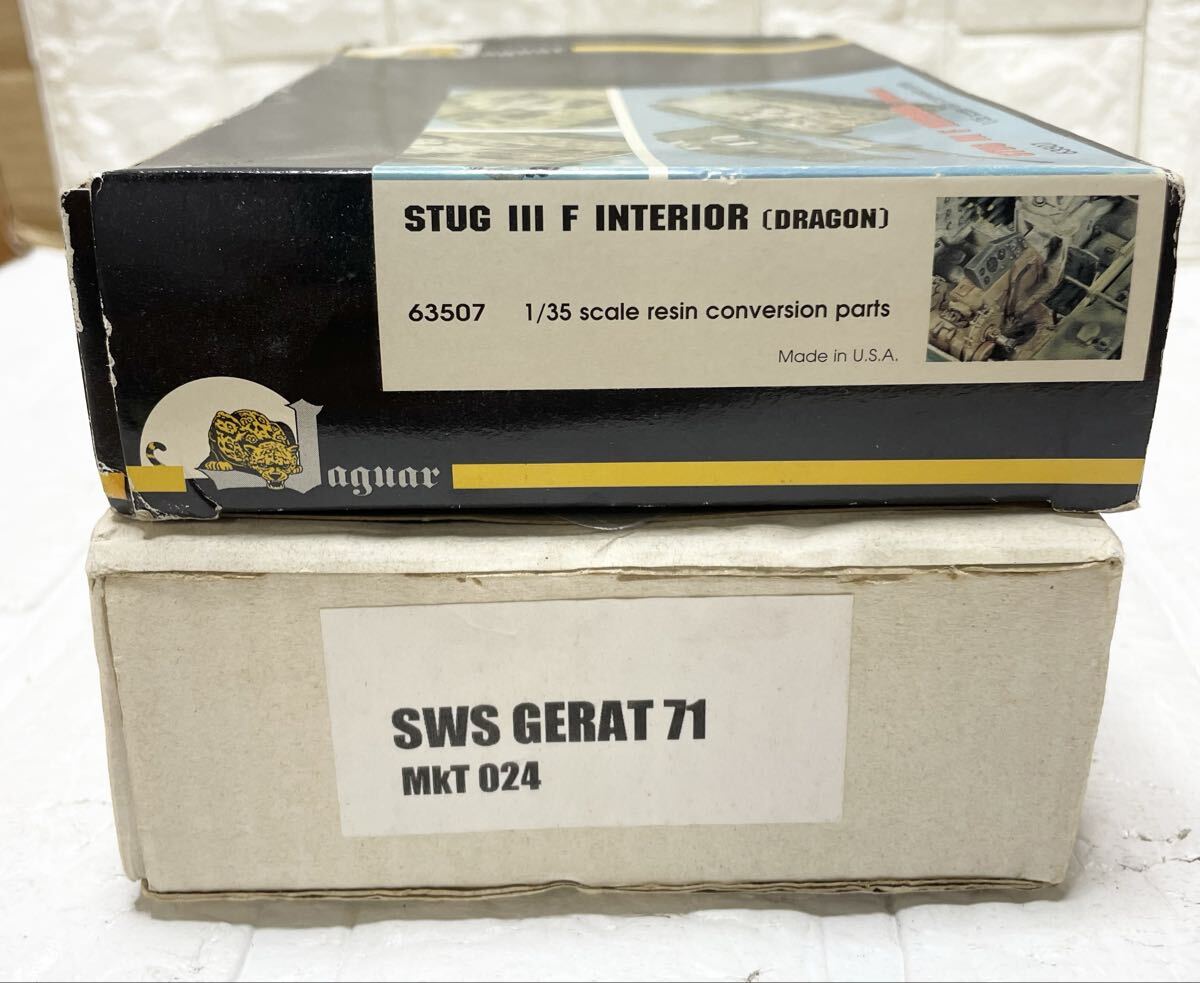 STUG III F INTERIOR (DRAGON)
63507 1/35 scale resin conversion parts
Made in U.S.A.
Jaguar
SWS GERAT 71
MkT 024